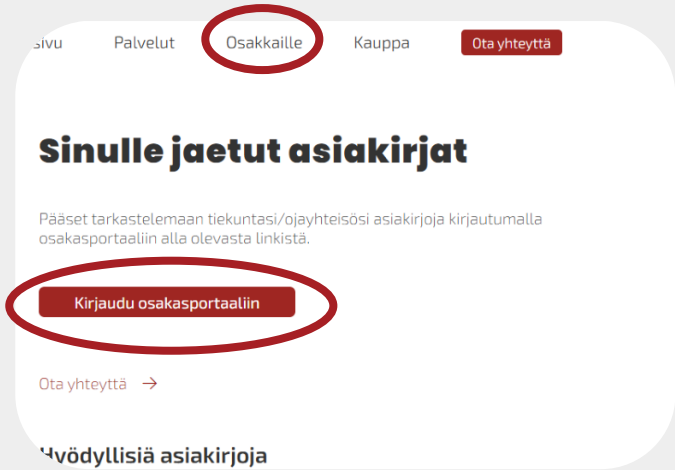 sivu Palvelut Osakkaille Kauppa Ota yhteyttä
Sinulle jaetut asiakirjat
Pääset tarkastelemaan tiekuntasi/ojayhteisösi asiakirjoja kirjautumalla
osakasportaaliin alla olevasta linkistä.
Kirjaudu osakasportaaliin
Ota yhteyttä →
Hyödyllisiä asiakirjoja